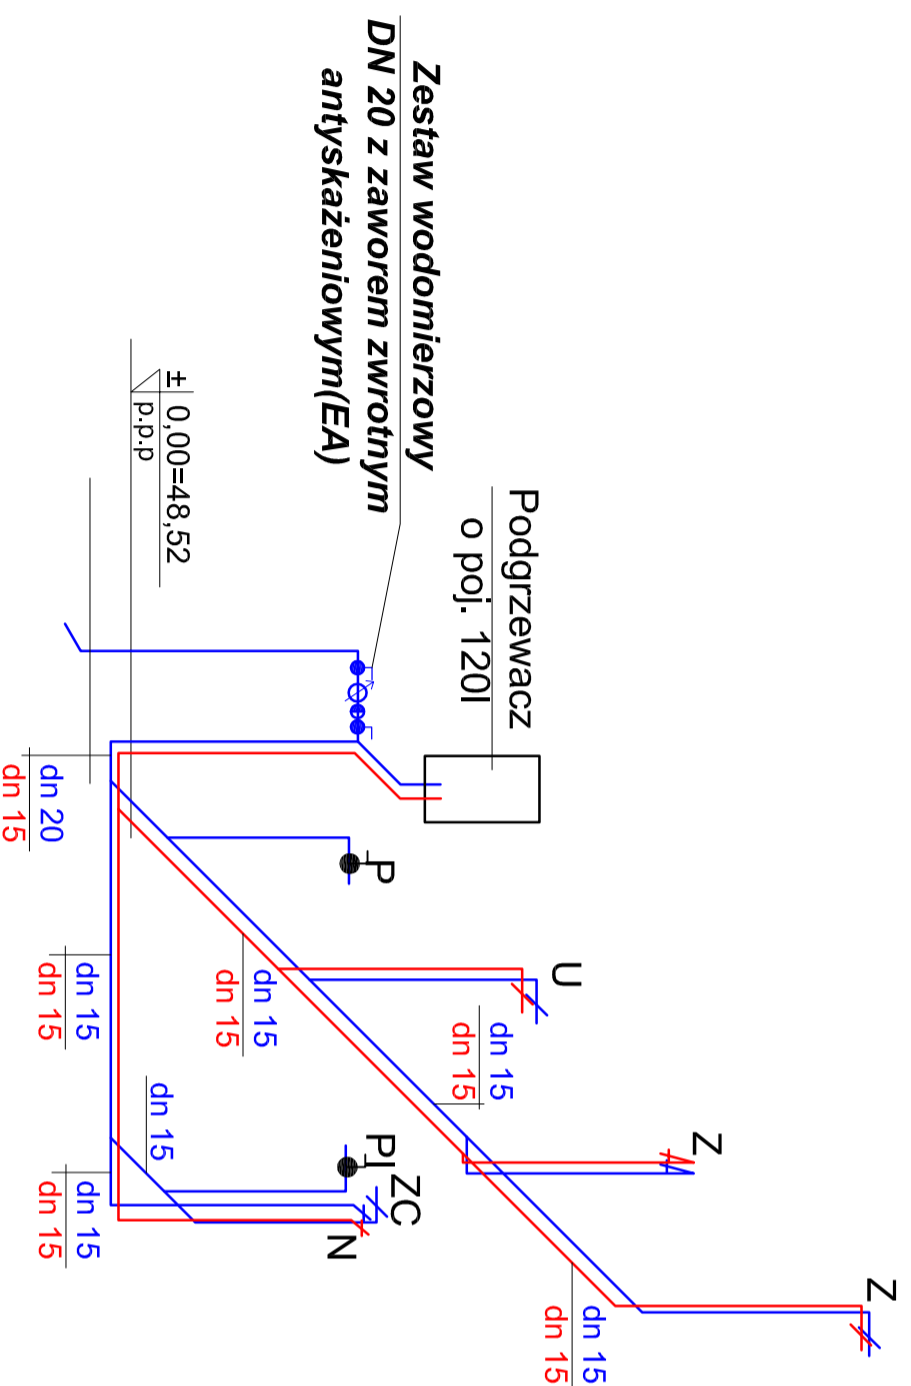 Zestaw wodomierzowy
DN 20 z zaworem zwrotnym
antyskażeniowym(EA)
Podgrzewacz
o poj. 120l
± 0,00=48,52
p.p.p
Z
Z
U
P
PI
ZC
N
dn 15
dn 15
dn 15
dn 15
dn 15
dn 15
dn 15
dn 20
dn 15
dn 15
dn 15
dn 15
dn 15